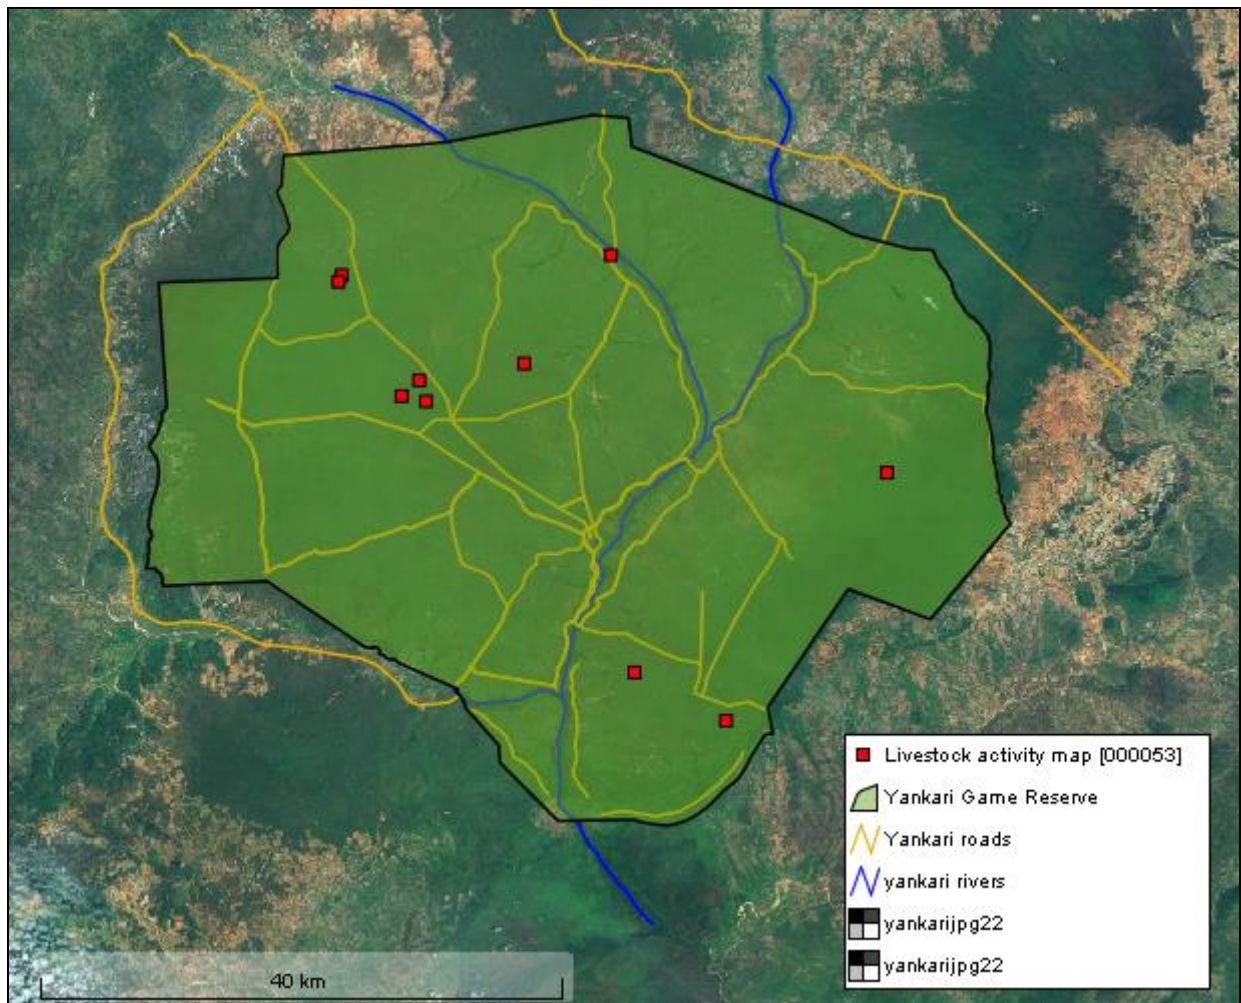 Livestock activity map [000053]
Yankari Game Reserve
Yankari roads
yankari rivers
yankarijpg22
yankarijpg22
40 km